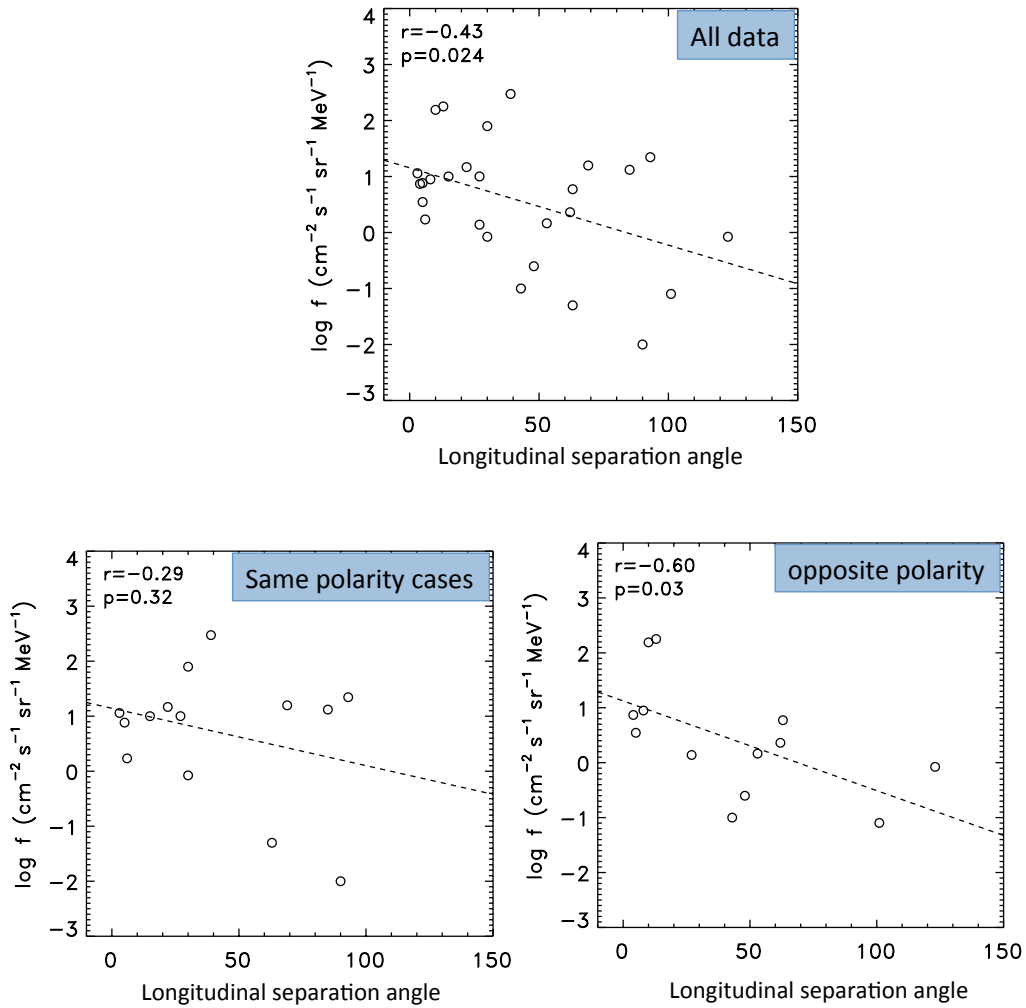 r=−0.43
p=0.024
All data
4
3
2
1
0
−1
−2
−3
log f (cm⁻² s⁻¹ sr⁻¹ MeV⁻¹)
0 50 100 150
Longitudinal separation angle
r=−0.29
p=0.32
Same polarity cases
4
3
2
1
0
−1
−2
−3
log f (cm⁻² s⁻¹ sr⁻¹ MeV⁻¹)
0 50 100 150
Longitudinal separation angle
r=−0.60
p=0.03
opposite polarity
4
3
2
1
0
−1
−2
−3
log f (cm⁻² s⁻¹ sr⁻¹ MeV⁻¹)
0 50 100 150
Longitudinal separation angle